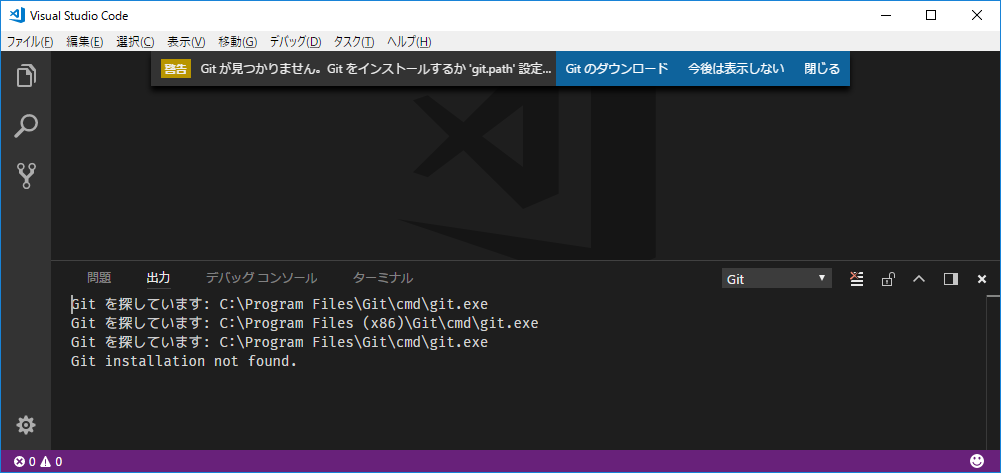 Visual Studio Code
ファイル(F) 編集(E) 選択(C) 表示(V) 移動(G) デバッグ(D) タスク(T) ヘルプ(H)
警告 Git が見つかりません。Git をインストールするか 'git.path' 設定... Git のダウンロード 今後は表示しない 閉じる
問題 出力 デバッグ コンソール ターミナル Git
Git を探しています: C:\Program Files\Git\cmd\git.exe
Git を探しています: C:\Program Files (x86)\Git\cmd\git.exe
Git を探しています: C:\Program Files\Git\cmd\git.exe
Git installation not found.
0 0